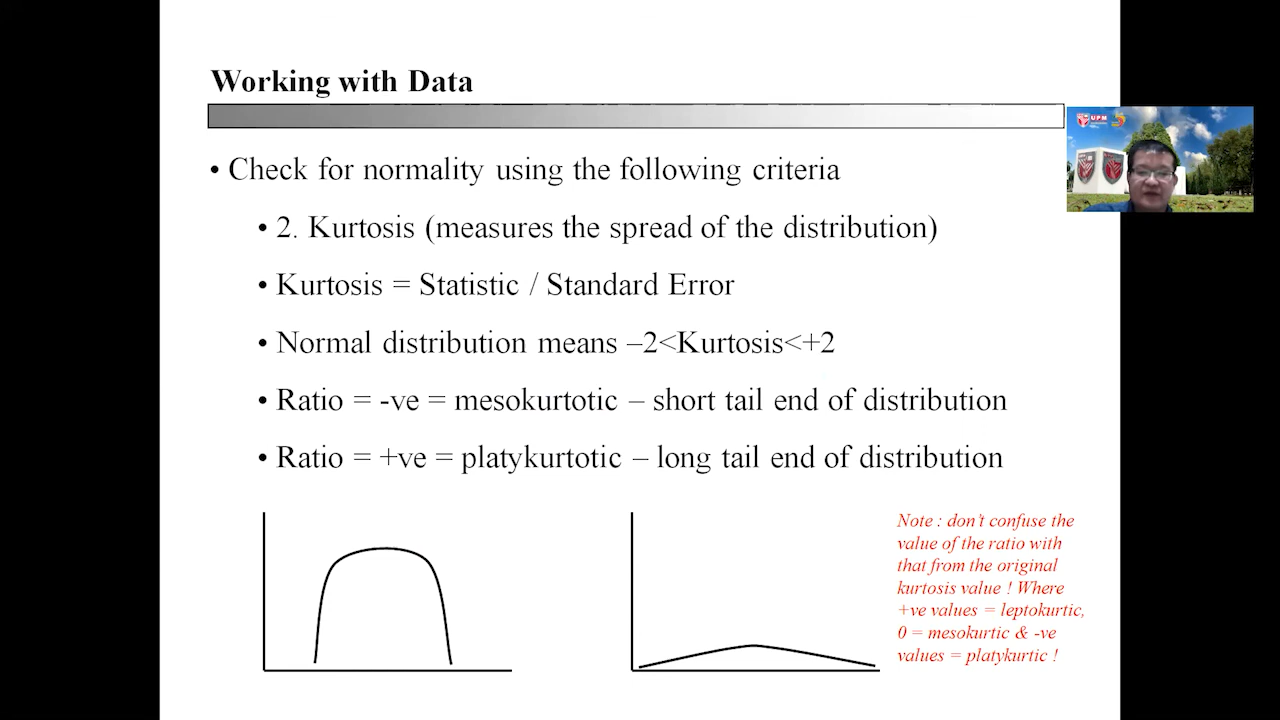 Working with Data
• Check for normality using the following criteria
• 2. Kurtosis (measures the spread of the distribution)
• Kurtosis = Statistic / Standard Error
• Normal distribution means –2<Kurtosis<+2
• Ratio = -ve = mesokurtotic – short tail end of distribution
• Ratio = +ve = platykurtotic – long tail end of distribution
Note : don't confuse the
value of the ratio with
that from the original
kurtosis value ! Where
+ve values = leptokurtic,
0 = mesokurtic & -ve
values = platykurtic !
UPM